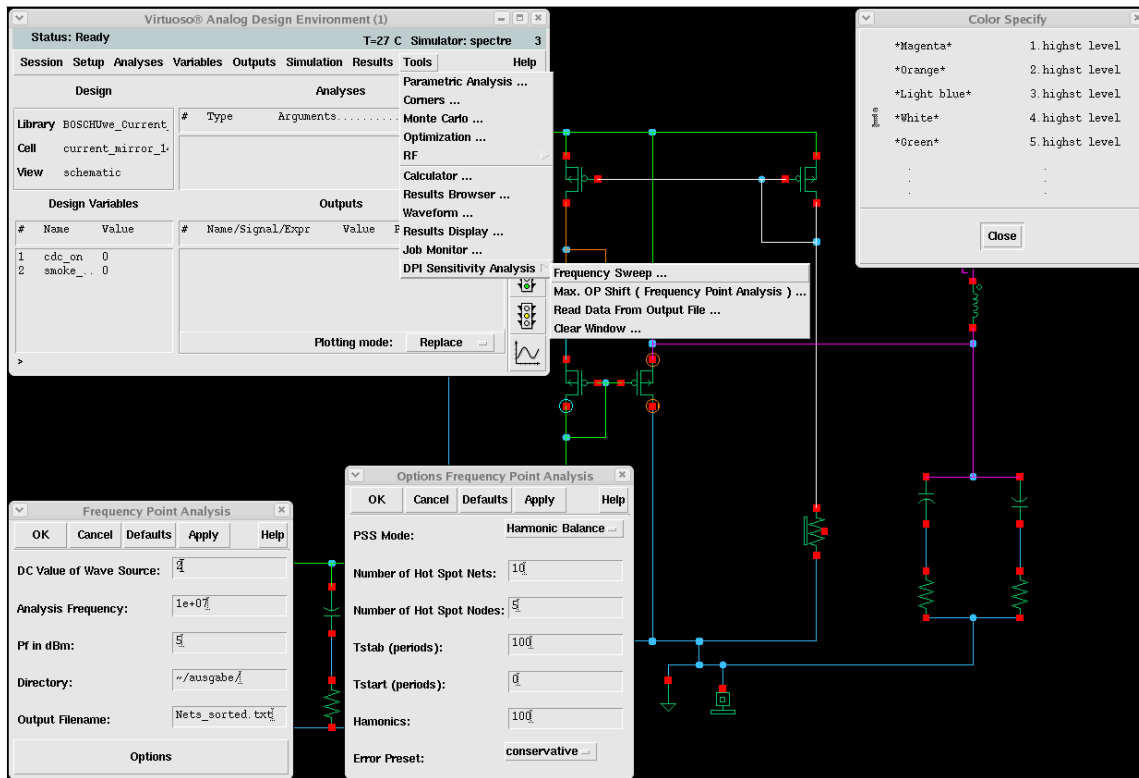 Virtuoso® Analog Design Environment (1)
Status: Ready
T=27 C Simulator: spectre 3
Session Setup Analyses Variables Outputs Simulation Results Tools Help
Design
Library BOSCHUwe_Current_
Cell current_mirror_1
View schematic
Analyses
# Type Arguments..........
Design Variables
# Name Value
1 cdc_on 0
2 smoke_.. 0
Outputs
# Name/Signal/Expr Value P
Plotting mode: Replace
>
Parametric Analysis ...
Corners ...
Monte Carlo ...
Optimization ...
RF
Calculator ...
Results Browser ...
Waveform ...
Results Display ...
Job Monitor ...
DPI Sensitivity Analysis
Frequency Sweep ...
Max. OP Shift ( Frequency Point Analysis ) ...
Read Data From Output File ...
Clear Window ...
Color Specify
*Magenta* 1.highst level
*Orange* 2.highst level
*Light blue* 3.highst level
*White* 4.highst level
*Green* 5.highst level
. .
. .
. .
Close
Frequency Point Analysis
OK Cancel Defaults Apply Help
DC Value of Wave Source: 2
Analysis Frequency: 1e+07
Pf in dBm: 5
Directory: ~/ausgabe/
Output Filename: Nets_sorted.txt
Options
Options Frequency Point Analysis
OK Cancel Defaults Apply Help
PSS Mode: Harmonic Balance
Number of Hot Spot Nets: 10
Number of Hot Spot Nodes: 5
Tstab (periods): 100
Tstart (periods): 0
Hamonics: 100
Error Preset: conservative